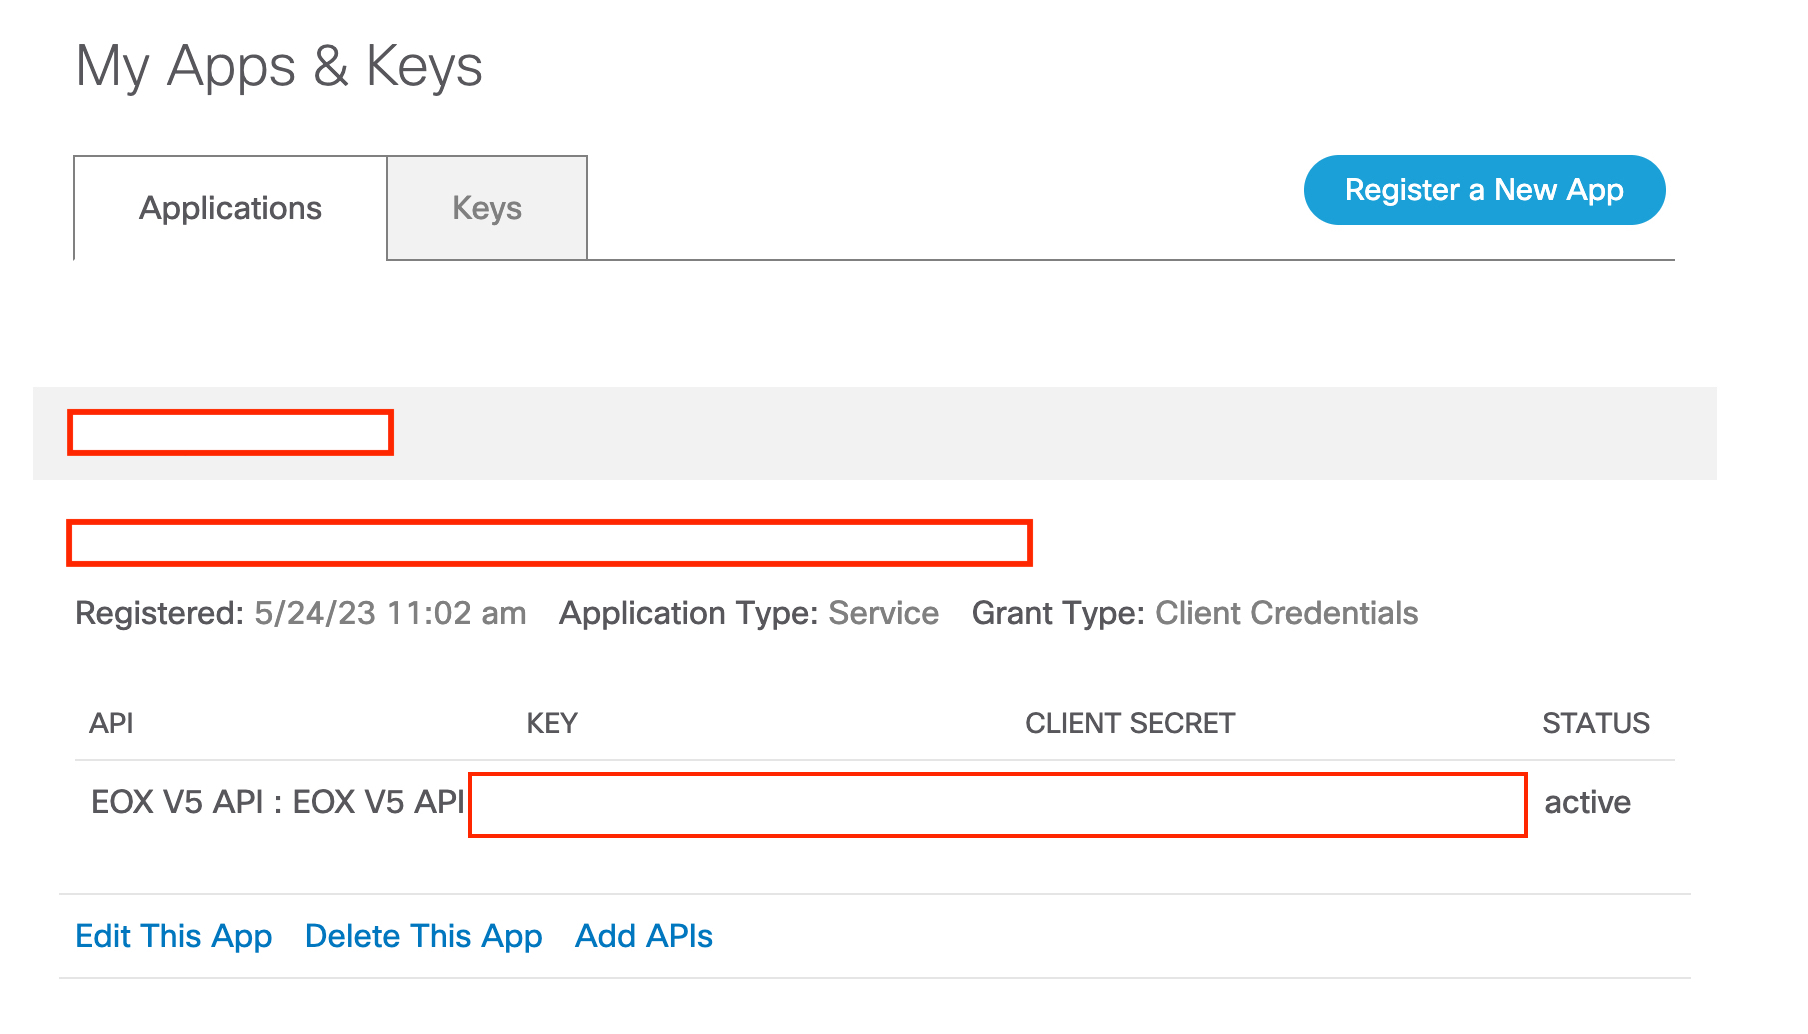 My Apps & Keys
Applications Keys Register a New App
Registered: 5/24/23 11:02 am Application Type: Service Grant Type: Client Credentials
API KEY CLIENT SECRET STATUS
EOX V5 API : EOX V5 API active
Edit This App Delete This App Add APIs